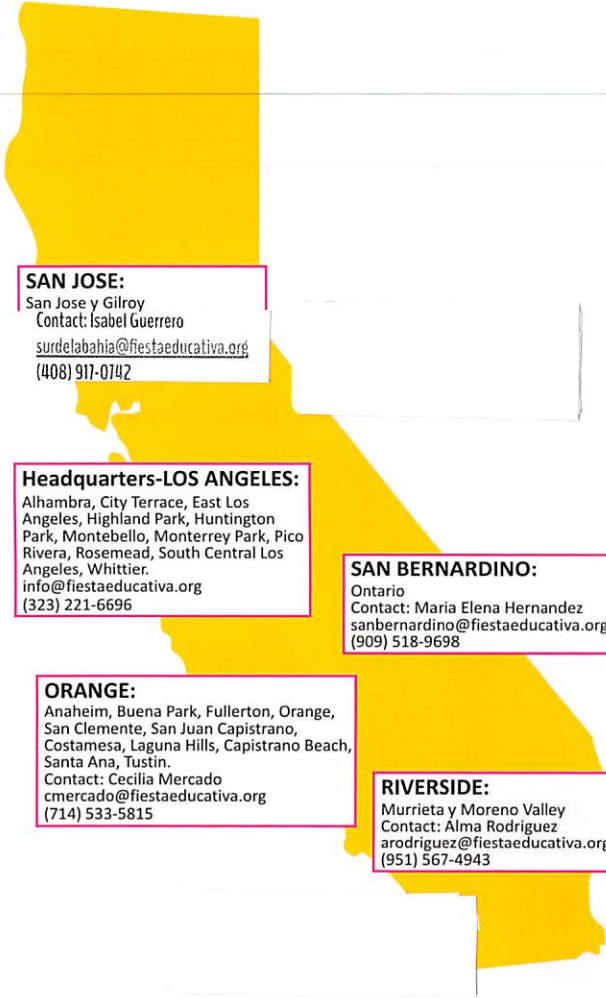 SAN JOSE:
San Jose y Gilroy
Contact: Isabel Guerrero
surdelabahia@fiestaeducativa.org
(408) 917-0742
Headquarters-LOS ANGELES:
Alhambra, City Terrace, East Los
Angeles, Highland Park, Huntington
Park, Montebello, Monterrey Park, Pico
Rivera, Rosemead, South Central Los
Angeles, Whittier.
info@fiestaeducativa.org
(323) 221-6696
SAN BERNARDINO:
Ontario
Contact: Maria Elena Hernandez
sanbernardino@fiestaeducativa.org
(909) 518-9698
ORANGE:
Anaheim, Buena Park, Fullerton, Orange,
San Clemente, San Juan Capistrano,
Costamesa, Laguna Hills, Capistrano Beach,
Santa Ana, Tustin.
Contact: Cecilia Mercado
cmercado@fiestaeducativa.org
(714) 533-5815
RIVERSIDE:
Murrieta y Moreno Valley
Contact: Alma Rodriguez
arodriguez@fiestaeducativa.org
(951) 567-4943